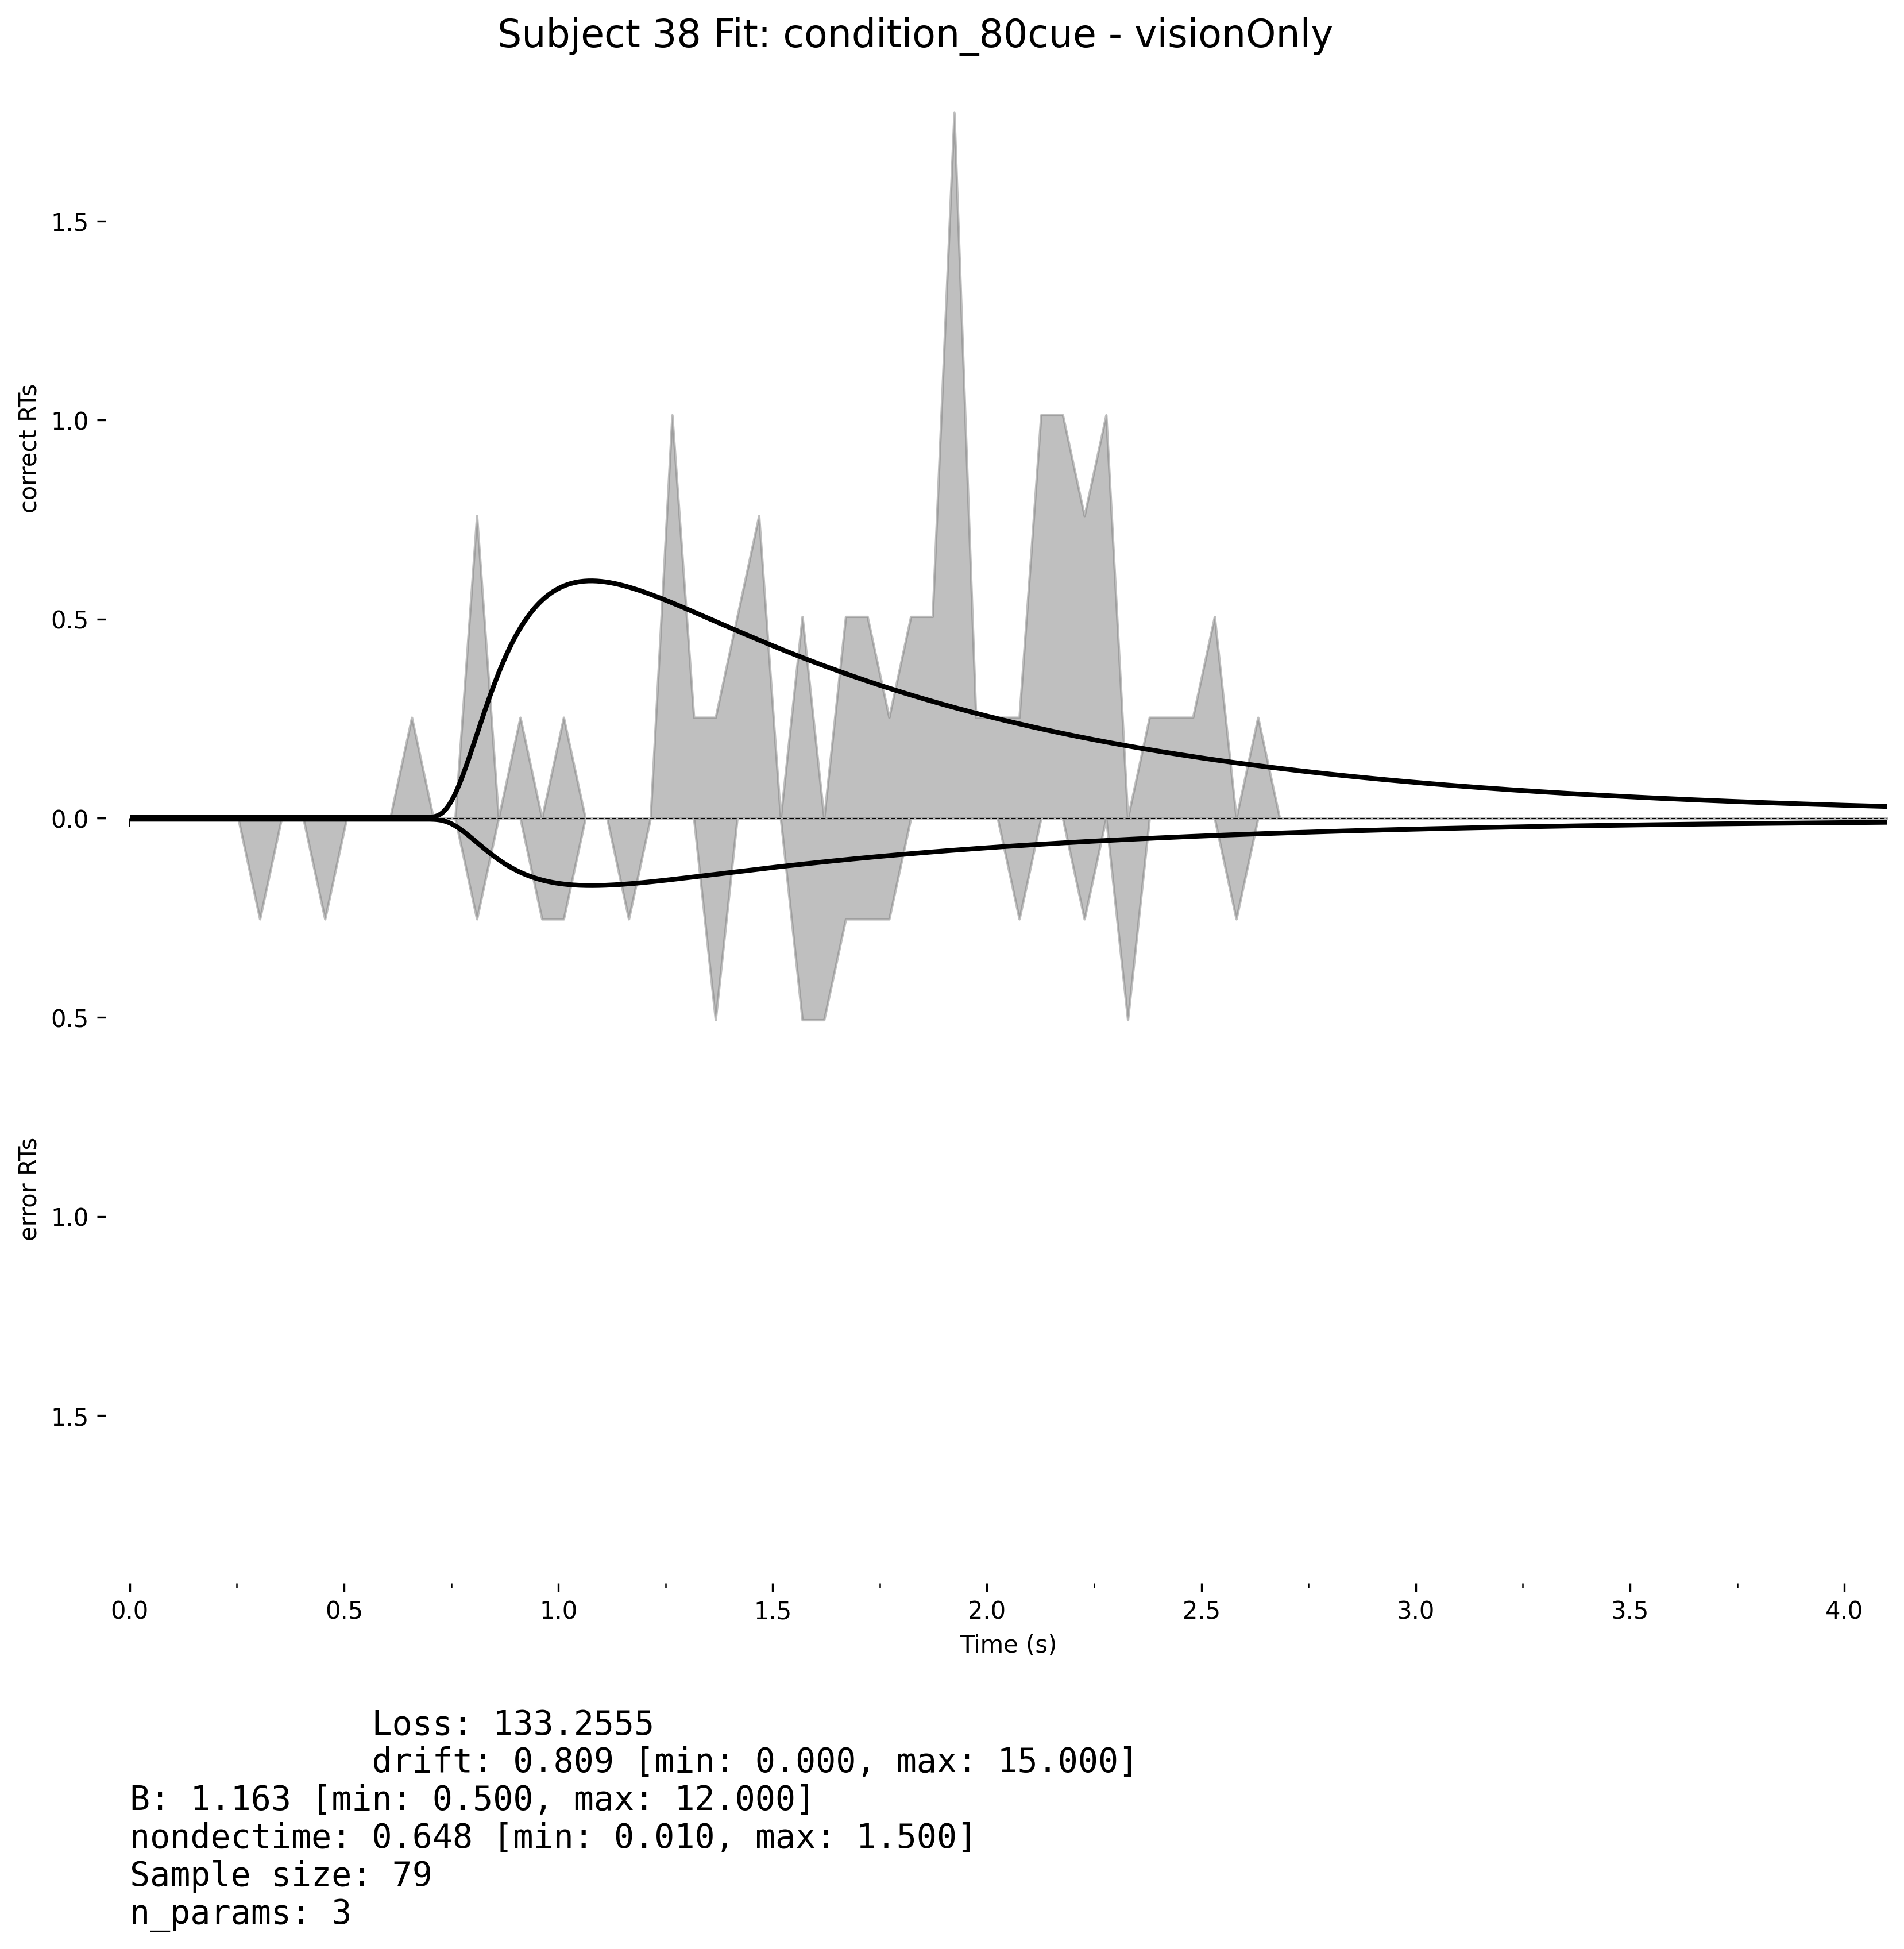 Subject 38 Fit: condition_80cue - visionOnly
correct RTs
1.5
1.0
0.5
0.0
error RTs
0.5
1.0
1.5
0.0 0.5 1.0 1.5 2.0 2.5 3.0 3.5 4.0
Time (s)
Loss: 133.2555
drift: 0.809 [min: 0.000, max: 15.000]
B: 1.163 [min: 0.500, max: 12.000]
nondectime: 0.648 [min: 0.010, max: 1.500]
Sample size: 79
n_params: 3